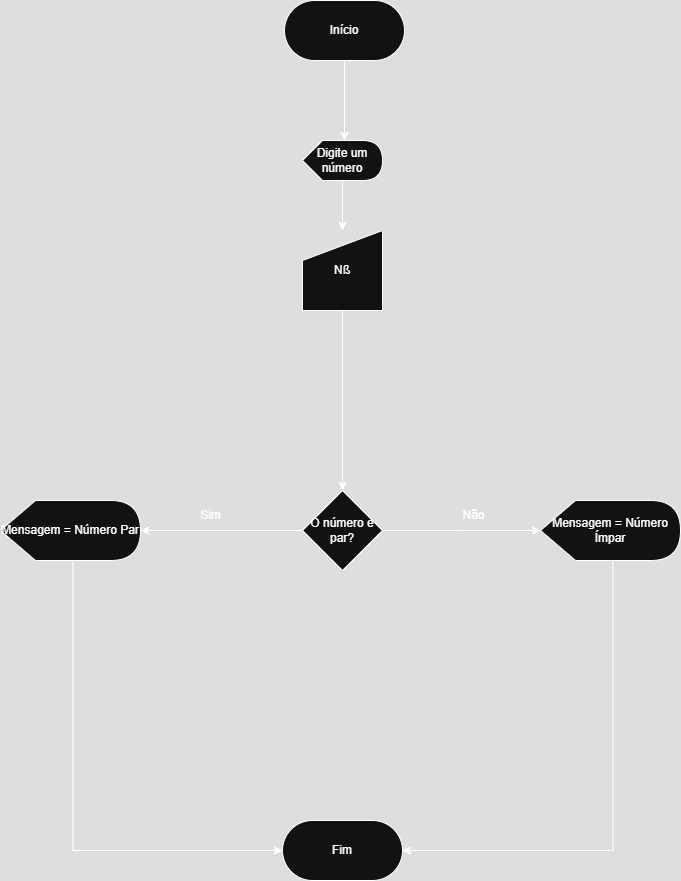 Início
Digite um
número
Nß
Sim
Não
Mensagem = Número Par
O número e
par?
Mensagem = Número
Ímpar
Fim